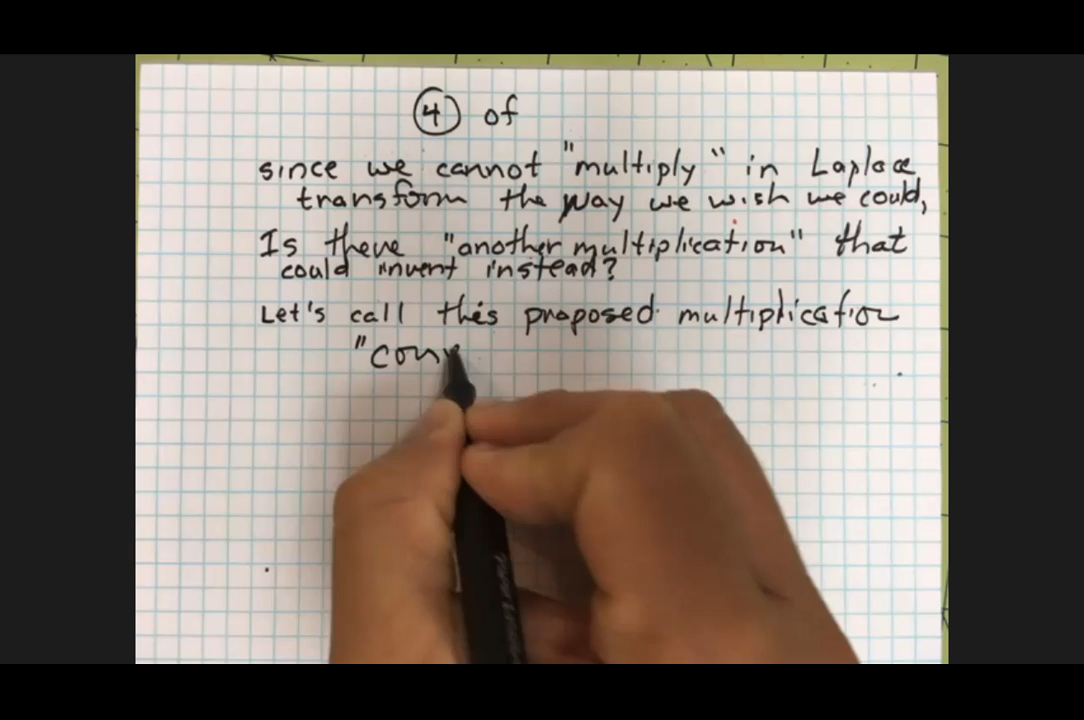 ④ of
since we cannot "multiply" in Laplace
transform the way we wish we could,
Is there "another multiplication" that
could invent instead?
Let's call this proposed multiplication
"conv